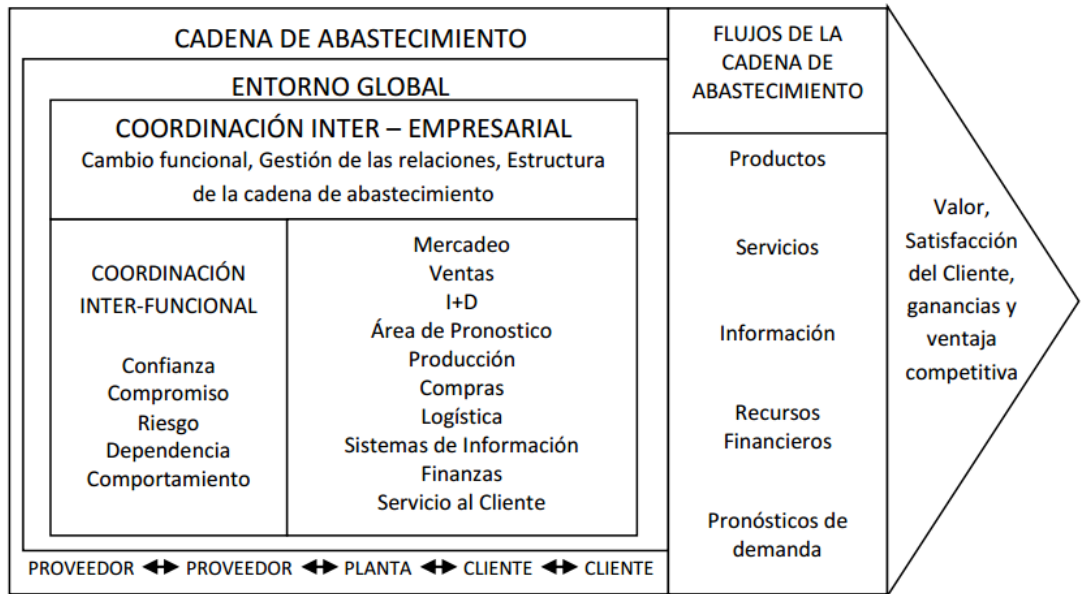 CADENA DE ABASTECIMIENTO
ENTORNO GLOBAL
COORDINACIÓN INTER – EMPRESARIAL
Cambio funcional, Gestión de las relaciones, Estructura
de la cadena de abastecimiento
COORDINACIÓN
INTER-FUNCIONAL
Confianza
Compromiso
Riesgo
Dependencia
Comportamiento
Mercadeo
Ventas
I+D
Área de Pronostico
Producción
Compras
Logística
Sistemas de Información
Finanzas
Servicio al Cliente
PROVEEDOR ↔ PROVEEDOR ↔ PLANTA ↔ CLIENTE ↔ CLIENTE
FLUJOS DE LA
CADENA DE
ABASTECIMIENTO
Productos
Servicios
Información
Recursos
Financieros
Pronósticos de
demanda
Valor,
Satisfacción
del Cliente,
ganancias y
ventaja
competitiva